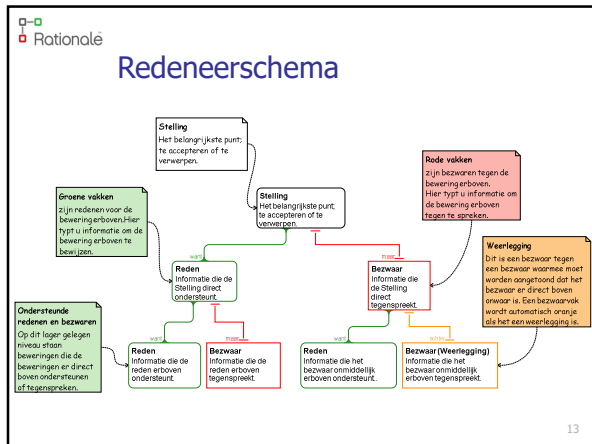 Rationale
Redeneerschema
Stelling
Het belangrijkste punt;
te accepteren of te
verwerpen.
Rode vakken
zijn bezwaren tegen de
bewering erboven.
Hier typt u informatie om
de bewering erboven
tegen te spreken.
Groene vakken
zijn redenen voor de
bewering erboven.Hier
typt u informatie om de
bewering erboven te
bewijzen.
Stelling
Het belangrijkste punt;
te accepteren of te
verwerpen.
Weerlegging
Dit is een bezwaar tegen
een bezwaar waarmee moet
worden aangetoond dat het
bezwaar er direct boven
onwaar is. Een bezwaarvak
wordt automatisch oranje
als het een weerlegging is.
want
maar
Reden
Informatie die de
Stelling direct
ondersteunt.
Bezwaar
Informatie die
de Stelling
direct
tegenspreekt.
Ondersteunde
redenen en bezwaren
Op dit lager gelegen
niveau staan
beweringen die de
beweringen er direct
boven ondersteunen
of tegenspreken.
want
maar
want
echter
Reden
Informatie die de
reden erboven
ondersteunt.
Bezwaar
Informatie die de
reden erboven
tegenspreekt.
Reden
Informatie die het
bezwaar onmiddellijk
erboven ondersteunt..
Bezwaar (Weerlegging)
Informatie die het
bezwaar onmiddellijk
erboven tegenspreekt.
13